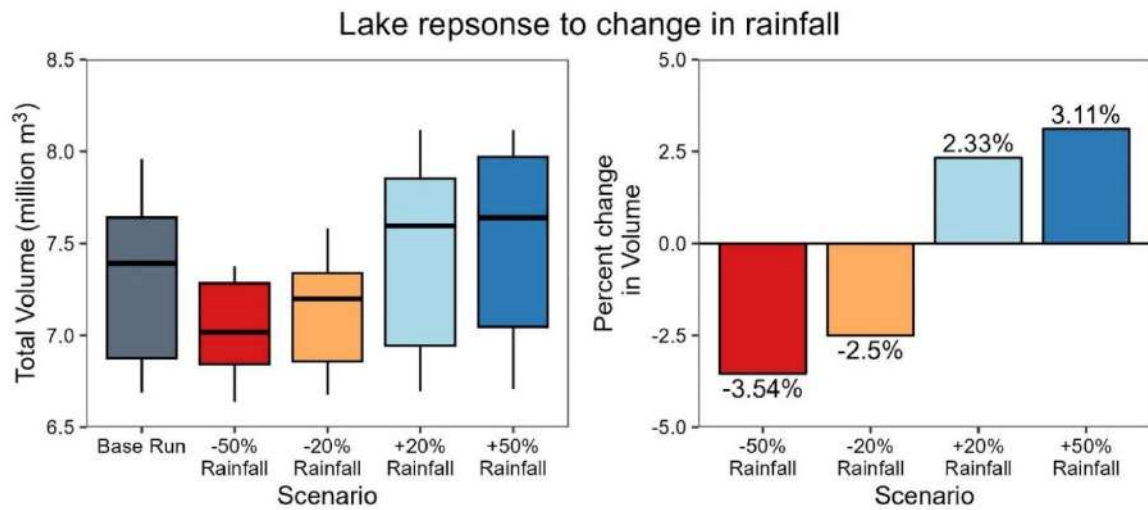 Lake repsonse to change in rainfall
Total Volume (million m³)
8.5
8.0
7.5
7.0
6.5
Base Run
-50%
Rainfall
-20%
Rainfall
+20%
Rainfall
+50%
Rainfall
Scenario
Percent change
in Volume
5.0
2.5
0.0
-2.5
-5.0
-3.54%
-2.5%
2.33%
3.11%
-50%
Rainfall
-20%
Rainfall
+20%
Rainfall
+50%
Rainfall
Scenario